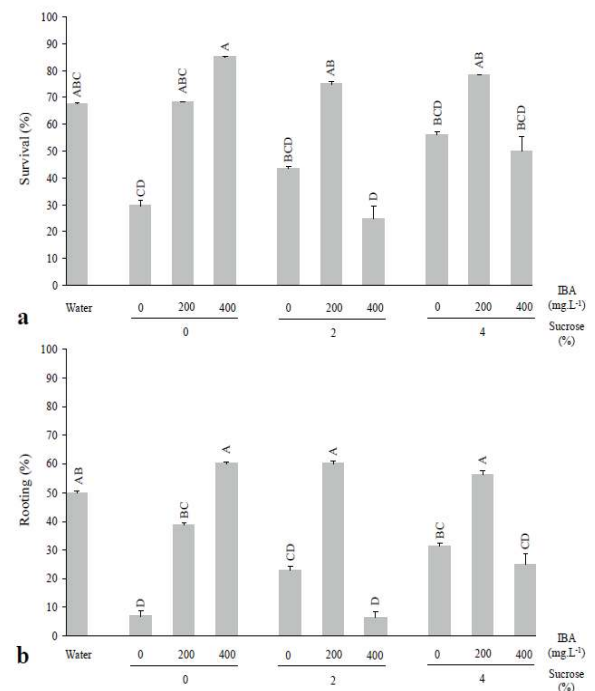 100
A
90
ABC
ABC
AB
AB
80
70
BCD
BCD
BCD
Survival (%)
60
50
CD
D
40
30
20
10
0
IBA
Water
0
200
400
0
200
400
0
200
400
(mg.L-1)
a
0
2
4
Sucrose
(%)
100
90
80
A
A
A
70
AB
Rooting (%)
60
BC
BC
50
CD
CD
40
D
D
30
20
10
0
b
Water
0
200
400
0
200
400
0
200
400
IBA
(mg.L-1)
0
2
4
Sucrose
(%)